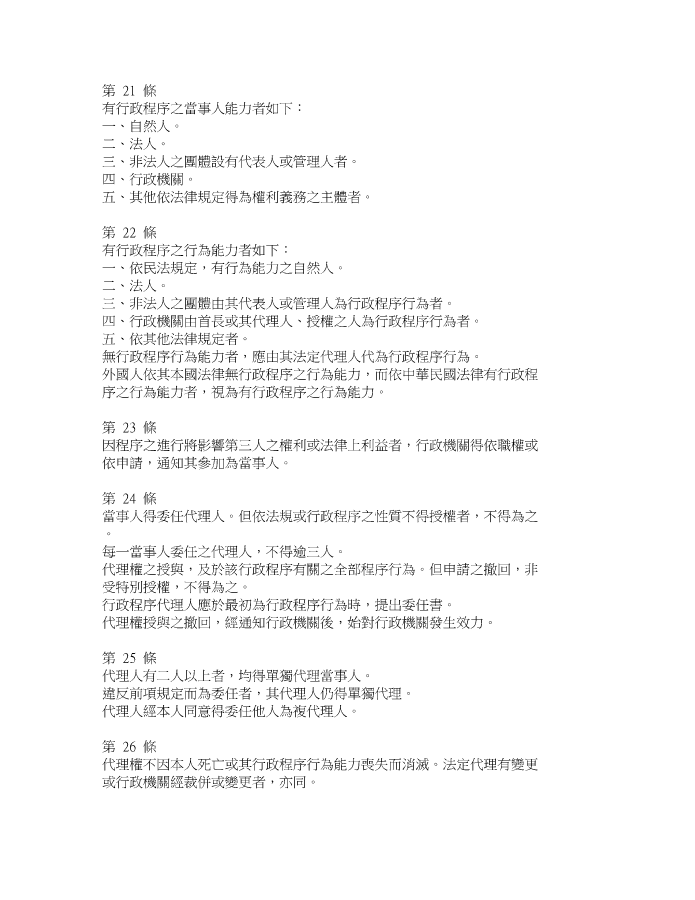 第 21 條
有行政程序之當事人能力者如下：
一、自然人。
二、法人。
三、非法人之團體設有代表人或管理人者。
四、行政機關。
五、其他依法律規定得為權利義務之主體者。
第 22 條
有行政程序之行為能力者如下：
一、依民法規定，有行為能力之自然人。
二、法人。
三、非法人之團體由其代表人或管理人為行政程序行為者。
四、行政機關由首長或其代理人、授權之人為行政程序行為者。
五、依其他法律規定者。
無行政程序行為能力者，應由其法定代理人代為行政程序行為。
外國人依其本國法律無行政程序之行為能力，而依中華民國法律有行政程
序之行為能力者，視為有行政程序之行為能力。
第 23 條
因程序之進行將影響第三人之權利或法律上利益者，行政機關得依職權或
依申請，通知其參加為當事人。
第 24 條
當事人得委任代理人。但依法規或行政程序之性質不得授權者，不得為之
。
每一當事人委任之代理人，不得逾三人。
代理權之授與，及於該行政程序有關之全部程序行為。但申請之撤回，非
受特別授權，不得為之。
行政程序代理人應於最初為行政程序行為時，提出委任書。
代理權授與之撤回，經通知行政機關後，始對行政機關發生效力。
第 25 條
代理人有二人以上者，均得單獨代理當事人。
違反前項規定而為委任者，其代理人仍得單獨代理。
代理人經本人同意得委任他人為複代理人。
第 26 條
代理權不因本人死亡或其行政程序行為能力喪失而消滅。法定代理有變更
或行政機關經裁併或變更者，亦同。